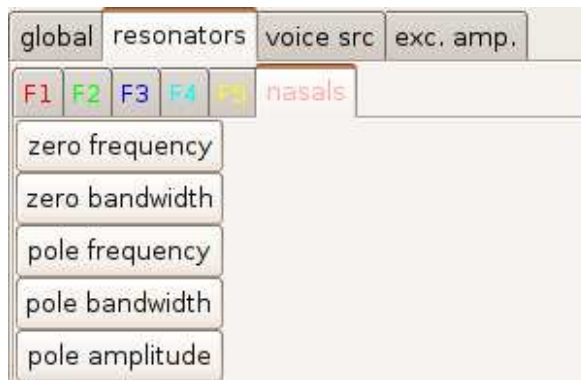 global resonators voice src exc. amp.
F1 F2 F3 F4 F5 nasals
zero frequency
zero bandwidth
pole frequency
pole bandwidth
pole amplitude